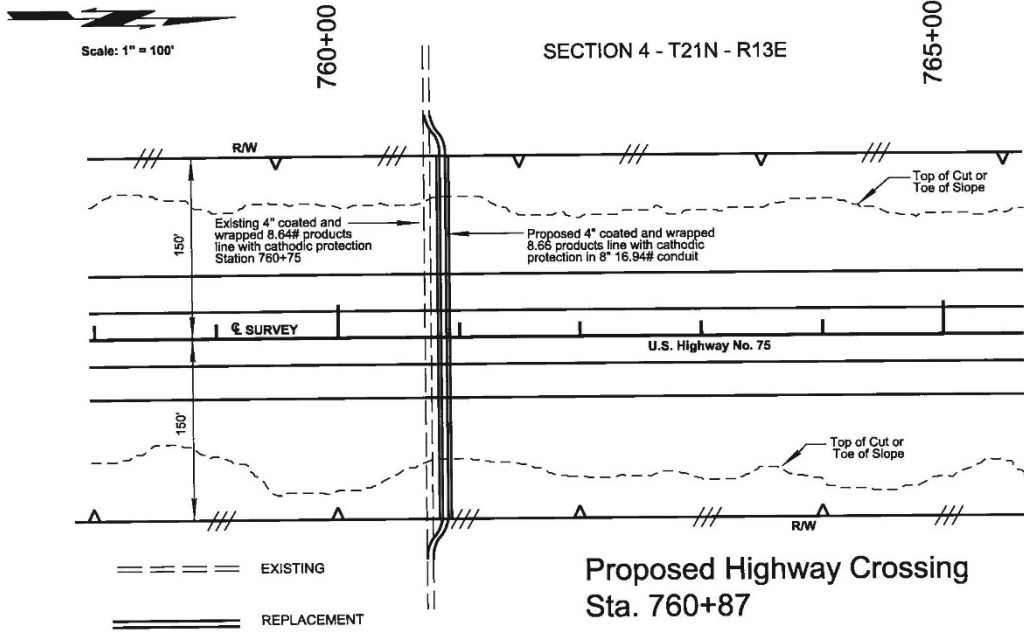 Scale: 1" = 100'
760+00
SECTION 4 - T21N - R13E
765+00
R/W
Top of Cut or
Toe of Slope
150'
Existing 4" coated and
wrapped 8.64# products
line with cathodic protection
Station 760+75
Proposed 4" coated and wrapped
8.66 products line with cathodic
protection in 8" 16.94# conduit
℄ SURVEY
U.S. Highway No. 75
150'
Top of Cut or
Toe of Slope
R/W
EXISTING
REPLACEMENT
Proposed Highway Crossing
Sta. 760+87